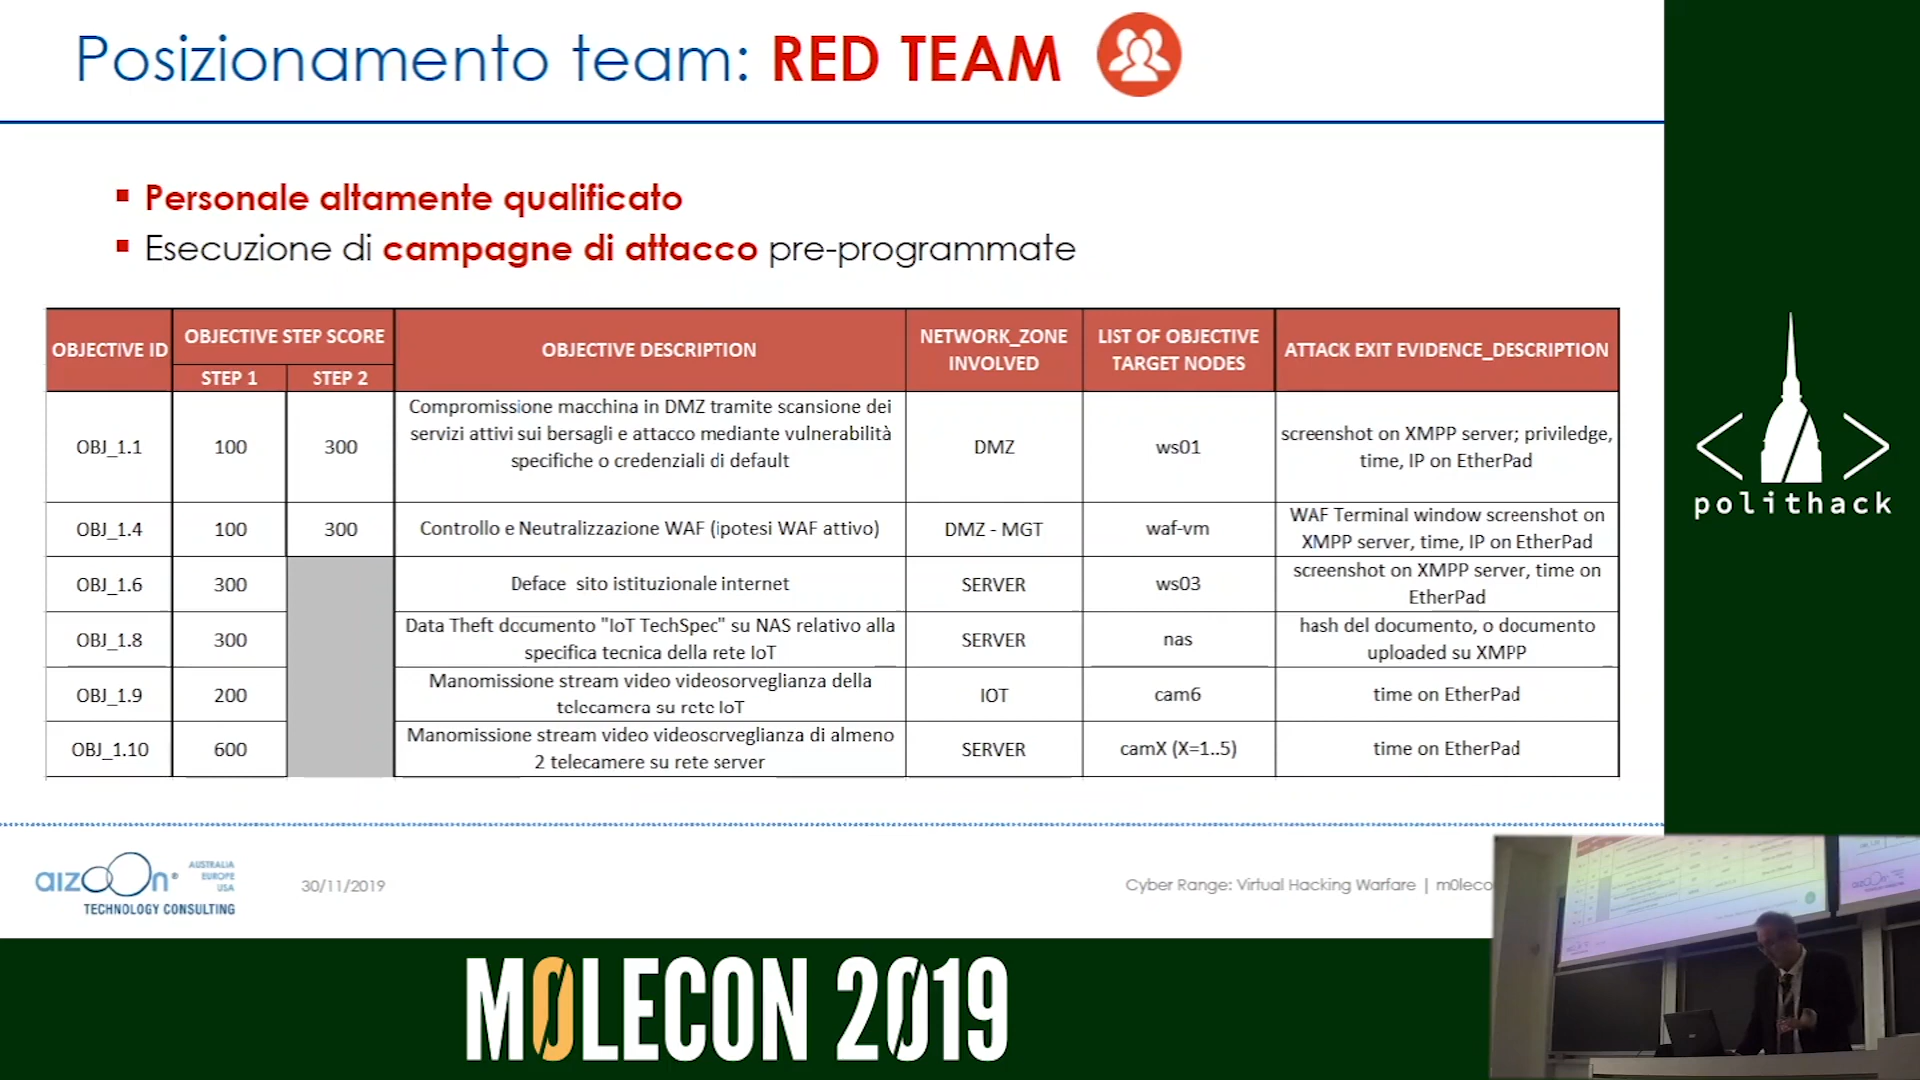 Posizionamento team: RED TEAM
Personale altamente qualificato
Esecuzione di campagne di attacco pre-programmate
OBJECTIVE ID
OBJECTIVE STEP SCORE
STEP 1
STEP 2
OBJECTIVE DESCRIPTION
NETWORK_ZONE
INVOLVED
LIST OF OBJECTIVE
TARGET NODES
ATTACK EXIT EVIDENCE_DESCRIPTION
OBJ_1.1
100
300
Compromissione macchina in DMZ tramite scansione dei
servizi attivi sui bersagli e attacco mediante vulnerabilità
specifiche o credenziali di default
DMZ
ws01
screenshot on XMPP server; priviledge,
time, IP on EtherPad
OBJ_1.4
100
300
Controllo e Neutralizzazione WAF (ipotesi WAF attivo)
DMZ - MGT
waf-vm
WAF Terminal window screenshot on
XMPP server, time, IP on EtherPad
OBJ_1.6
300
Deface sito istituzionale internet
SERVER
ws03
screenshot on XMPP server, time on
EtherPad
OBJ_1.8
300
Data Theft documento "IoT TechSpec" su NAS relativo alla
specifica tecnica della rete IoT
SERVER
nas
hash del documento, o documento
uploaded su XMPP
OBJ_1.9
200
Manomissione stream video videosorveglianza della
telecamera su rete IoT
IOT
cam6
time on EtherPad
OBJ_1.10
600
Manomissione stream video videosorveglianza di almeno
2 telecamere su rete server
SERVER
camX (X=1..5)
time on EtherPad
aizoOn®
AUSTRALIA
EUROPE
USA
TECHNOLOGY CONSULTING
30/11/2019
Cyber Range: Virtual Hacking Warfare | m0leco
polithack
M0LECON 2019